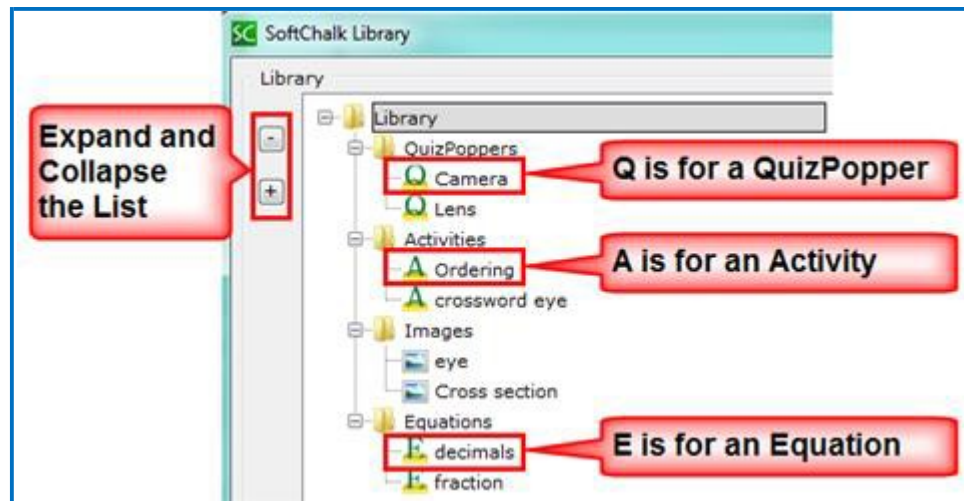 SC SoftChalk Library
Library
Expand and
Collapse
the List
-
+
Library
QuizPoppers
Q Camera
Q is for a QuizPopper
Q Lens
Activities
A Ordering
A is for an Activity
A crossword eye
Images
eye
Cross section
Equations
E decimals
E is for an Equation
E fraction